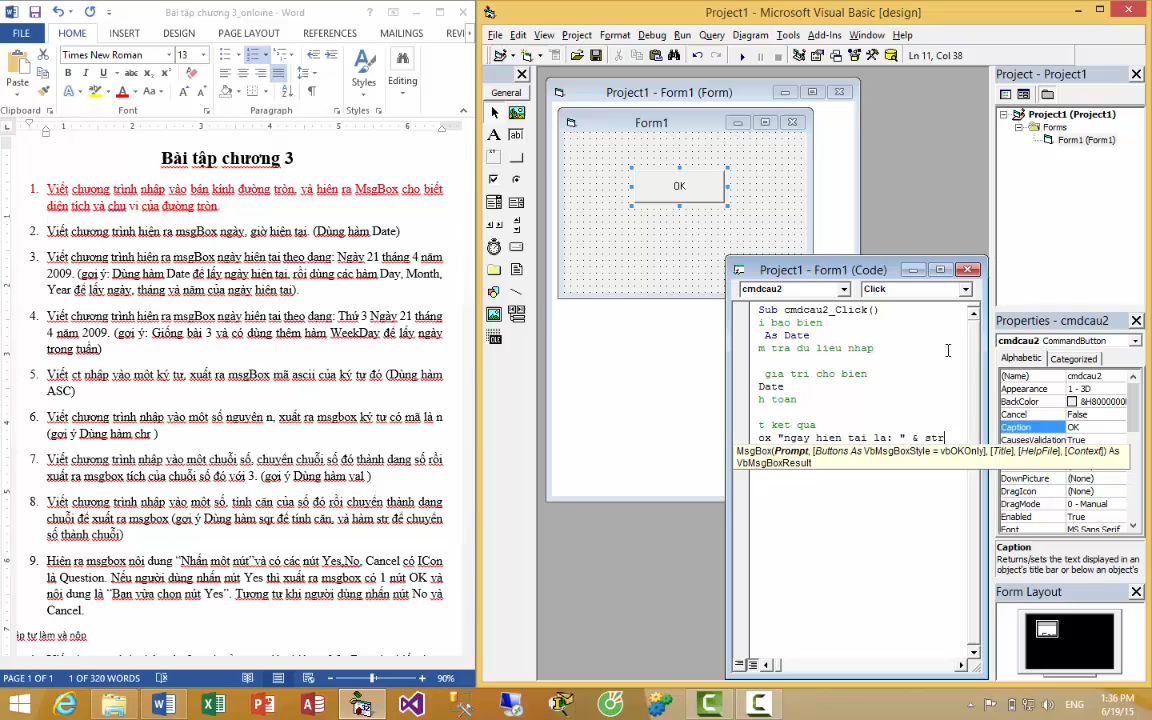 Bài tập chương 3_onloine - Word
FILE HOME INSERT DESIGN PAGE LAYOUT REFERENCES MAILINGS REVI
Times New Roman 13
Paste
Styles
Editing
Clipboard Font Paragraph Styles
1 2 3 4 5 6
Bài tập chương 3
1. Viết chương trình nhập vào bán kính đường tròn, và hiện ra MsgBox cho biết
diện tích và chu vi của đường tròn.
2. Viết chương trình hiện ra msgBox ngày, giờ hiện tại. (Dùng hàm Date)
3. Viết chương trình hiện ra msgBox ngày hiện tại theo dạng: Ngày 21 tháng 4 năm
2009. (gợi ý: Dùng hàm Date để lấy ngày hiện tại, rồi dùng các hàm Day, Month,
Year để lấy ngày, tháng và năm của ngày hiện tại).
4. Viết chương trình hiện ra msgBox ngày hiện tại theo dạng: Thứ 3 Ngày 21 tháng
4 năm 2009. (gợi ý: Giống bài 3 và có dùng thêm hàm WeekDay để lấy ngày
trong tuần)
5. Viết ct nhập vào một ký tự, xuất ra msgBox mã ascii của ký tự đó (Dùng hàm
ASC)
6. Viết chương trình nhập vào một số nguyên n, xuất ra msgbox ký tự có mã là n
(gợi ý Dùng hàm chr )
7. Viết chương trình nhập vào một chuỗi số, chuyển chuỗi số đó thành dạng số rồi
xuất ra msgbox tích của chuỗi số đó với 3. (gợi ý Dùng hàm val )
8. Viết chương trình nhập vào một số, tính căn của số đó rồi chuyển thành dạng
chuỗi để xuất ra msgbox (gợi ý Dùng hàm sqr để tính căn, và hàm str để chuyển
số thành chuỗi)
9. Hiện ra msgbox nội dung “Nhấn một nút”và có các nút Yes,No, Cancel có ICon
là Question. Nếu người dùng nhấn nút Yes thì xuất ra msgbox có 1 nút OK và
nội dung là “Bạn vừa chọn nút Yes”. Tương tự khi người dùng nhấn nút No và
Cancel.
ập tự làm và nộp
PAGE 1 OF 1 1 OF 320 WORDS 90%
Project1 - Microsoft Visual Basic [design]
File Edit View Project Format Debug Run Query Diagram Tools Add-Ins Window Help
Ln 11, Col 38
General
Project1 - Form1 (Form)
Form1
OK
Project1 - Form1 (Code)
cmdcau2 Click
Sub cmdcau2_Click()
i bao bien
As Date
m tra du lieu nhap
gia tri cho bien
Date
h toan
t ket qua
ox "ngay hien tai la: " & str
MsgBox(Prompt, [Buttons As VbMsgBoxStyle = vbOKOnly], [Title], [HelpFile], [Context]) As
VbMsgBoxResult
Project - Project1
Project1 (Project1)
Forms
Form1 (Form1)
Properties - cmdcau2
cmdcau2 CommandButton
Alphabetic Categorized
(Name) cmdcau2
Appearance 1 - 3D
BackColor &H8000000
Cancel False
Caption OK
CausesValidation True
DownPicture (None)
DragIcon (None)
DragMode 0 - Manual
Enabled True
Font MS Sans Serif
Caption
Returns/sets the text displayed in an
object's title bar or below an object's
Form Layout
ENG
1:36 PM
6/19/15